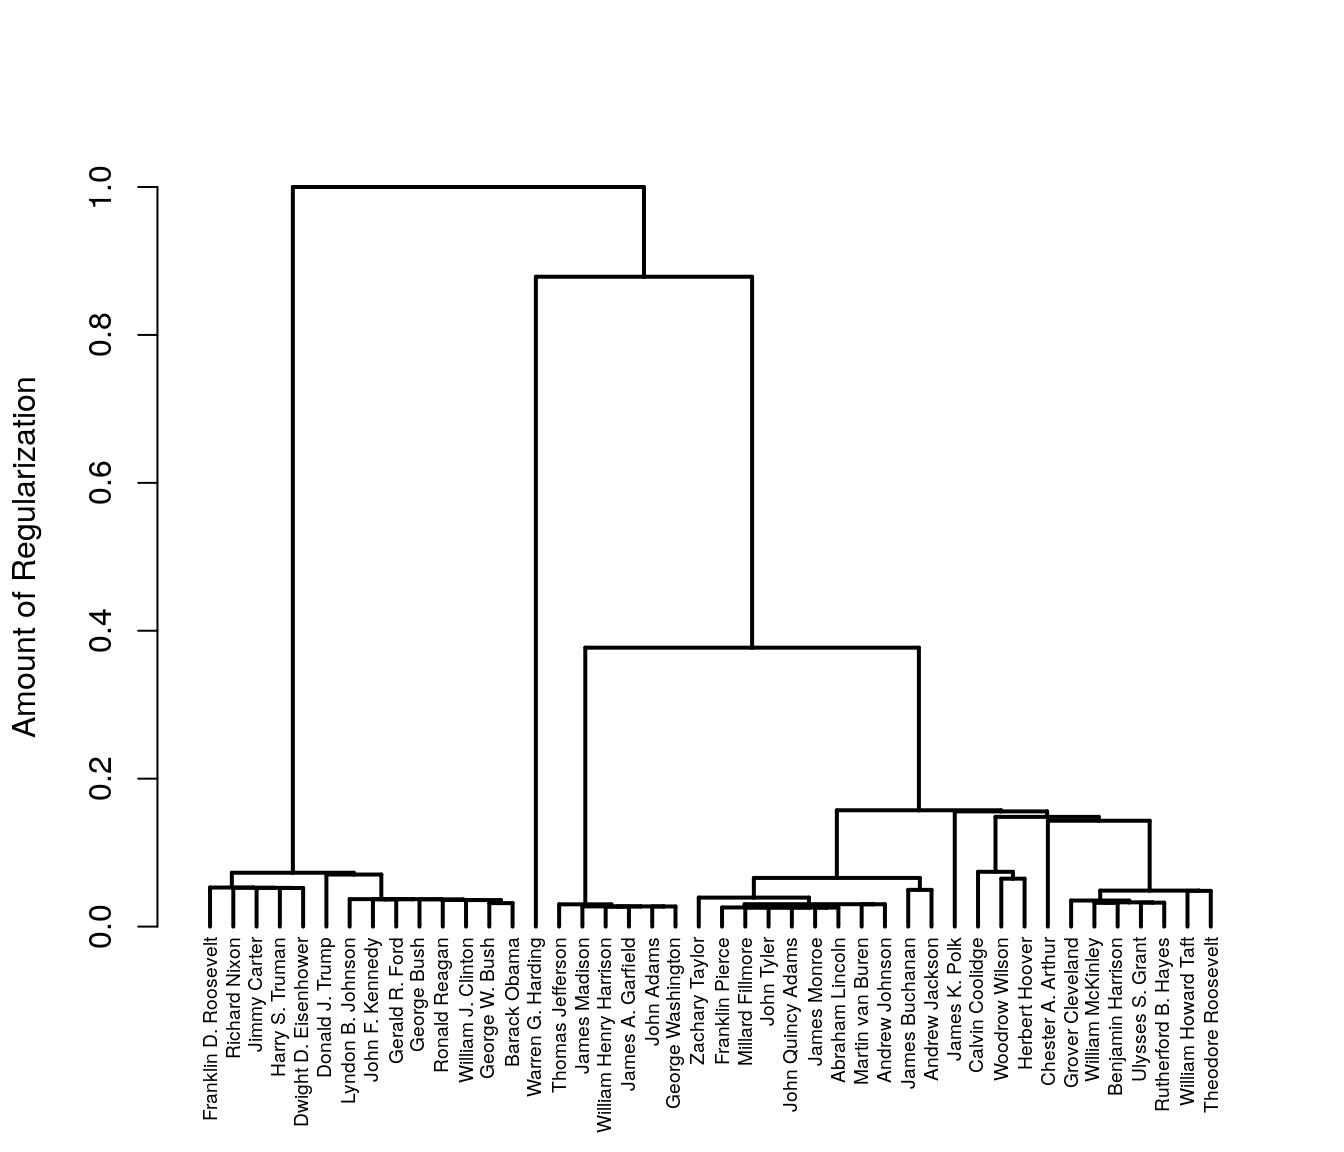 Amount of Regularization
1.0
0.8
0.6
0.4
0.2
0.0
Franklin D. Roosevelt
Richard Nixon
Jimmy Carter
Harry S. Truman
Dwight D. Eisenhower
Donald J. Trump
Lyndon B. Johnson
John F. Kennedy
Gerald R. Ford
George Bush
Ronald Reagan
William J. Clinton
George W. Bush
Barack Obama
Warren G. Harding
Thomas Jefferson
James Madison
William Henry Harrison
James A. Garfield
John Adams
George Washington
Zachary Taylor
Franklin Pierce
Millard Fillmore
John Tyler
John Quincy Adams
James Monroe
Abraham Lincoln
Martin van Buren
Andrew Johnson
James Buchanan
Andrew Jackson
James K. Polk
Calvin Coolidge
Woodrow Wilson
Herbert Hoover
Chester A. Arthur
Grover Cleveland
William McKinley
Benjamin Harrison
Ulysses S. Grant
Rutherford B. Hayes
William Howard Taft
Theodore Roosevelt